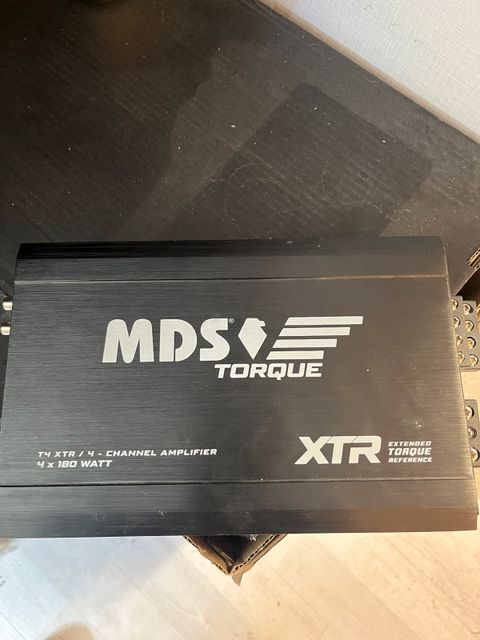 MDS®
TORQUE
T4 XTR / 4 - CHANNEL AMPLIFIER
4 x 180 WATT
XTR
EXTENDED
TORQUE
REFERENCE